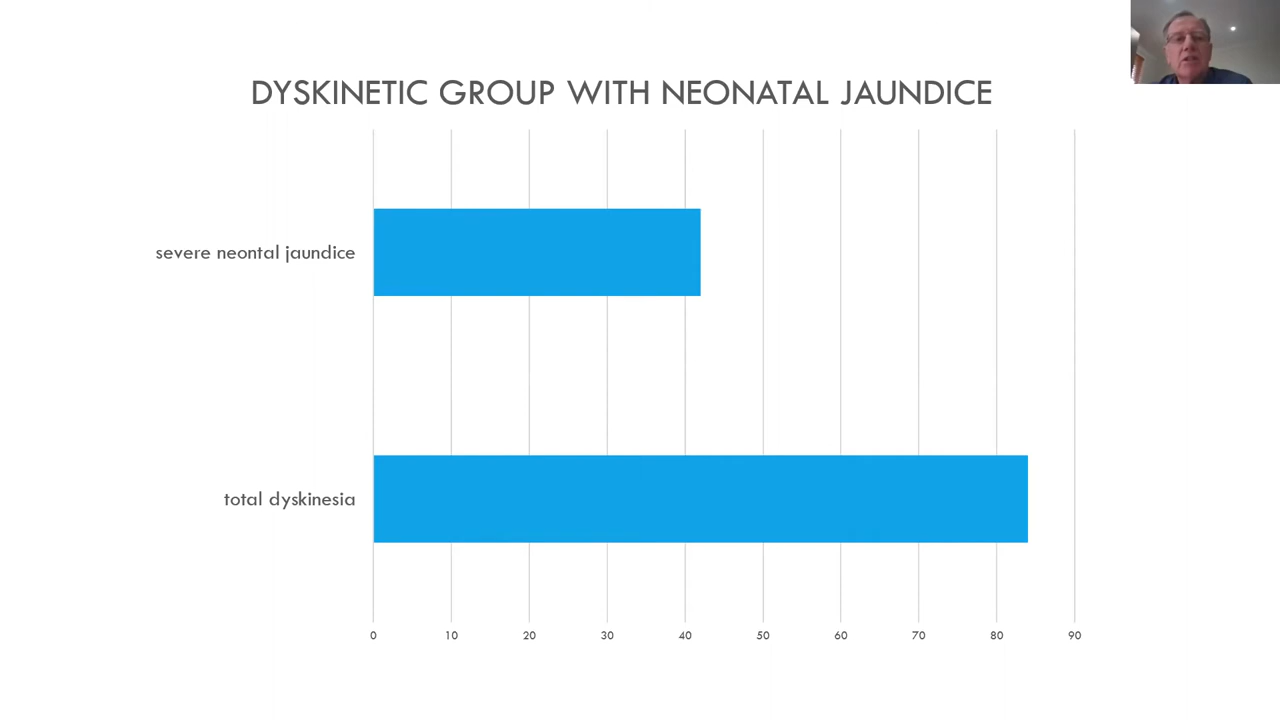 DYSKINETIC GROUP WITH NEONATAL JAUNDICE
severe neontal jaundice
total dyskinesia
0 10 20 30 40 50 60 70 80 90